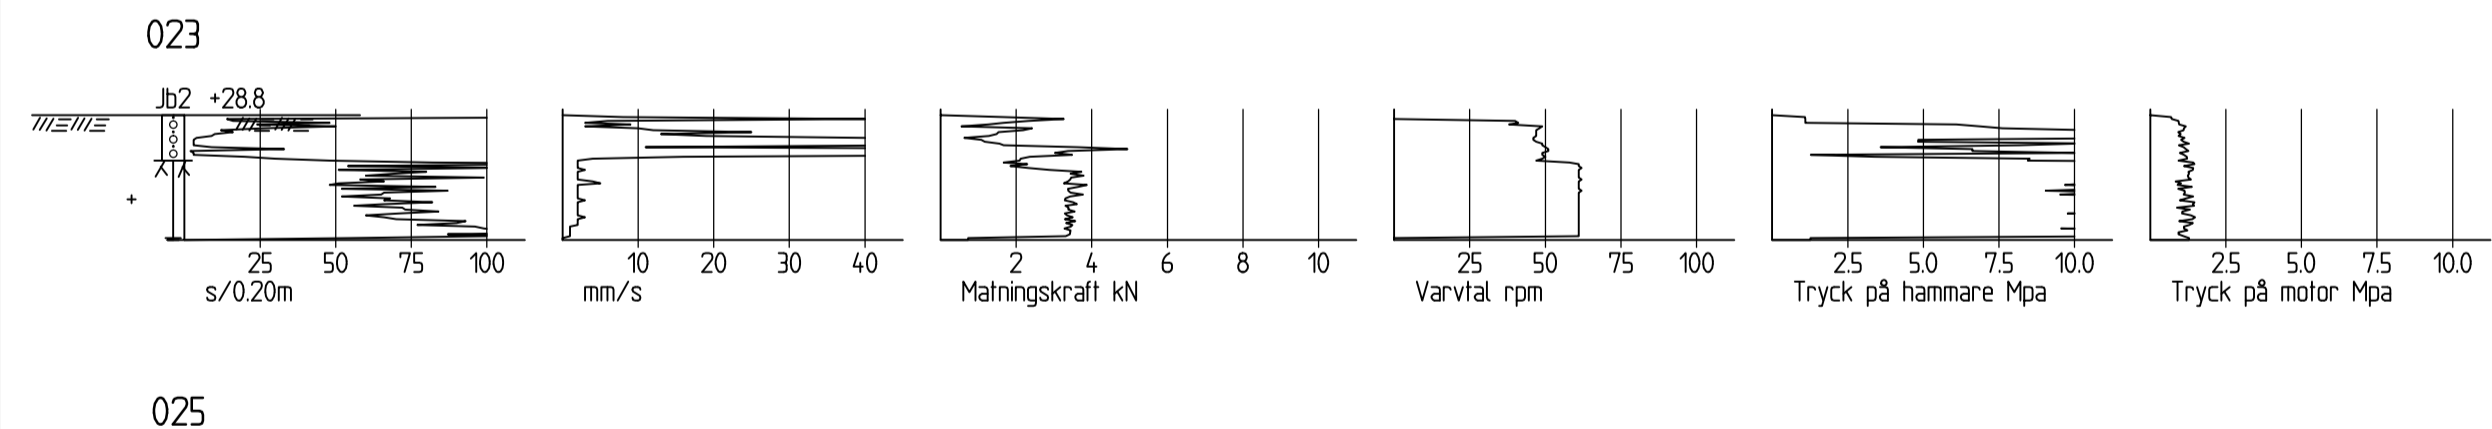 023
Jb2 +28.8
25 50 75 100 10 20 30 40 2 4 6 8 10 25 50 75 100 2.5 5.0 7.5 10.0 2.5 5.0 7.5 10.0
s/0.20m mm/s Matningskraft kN Varvtal rpm Tryck på hammare Mpa Tryck på motor Mpa
025